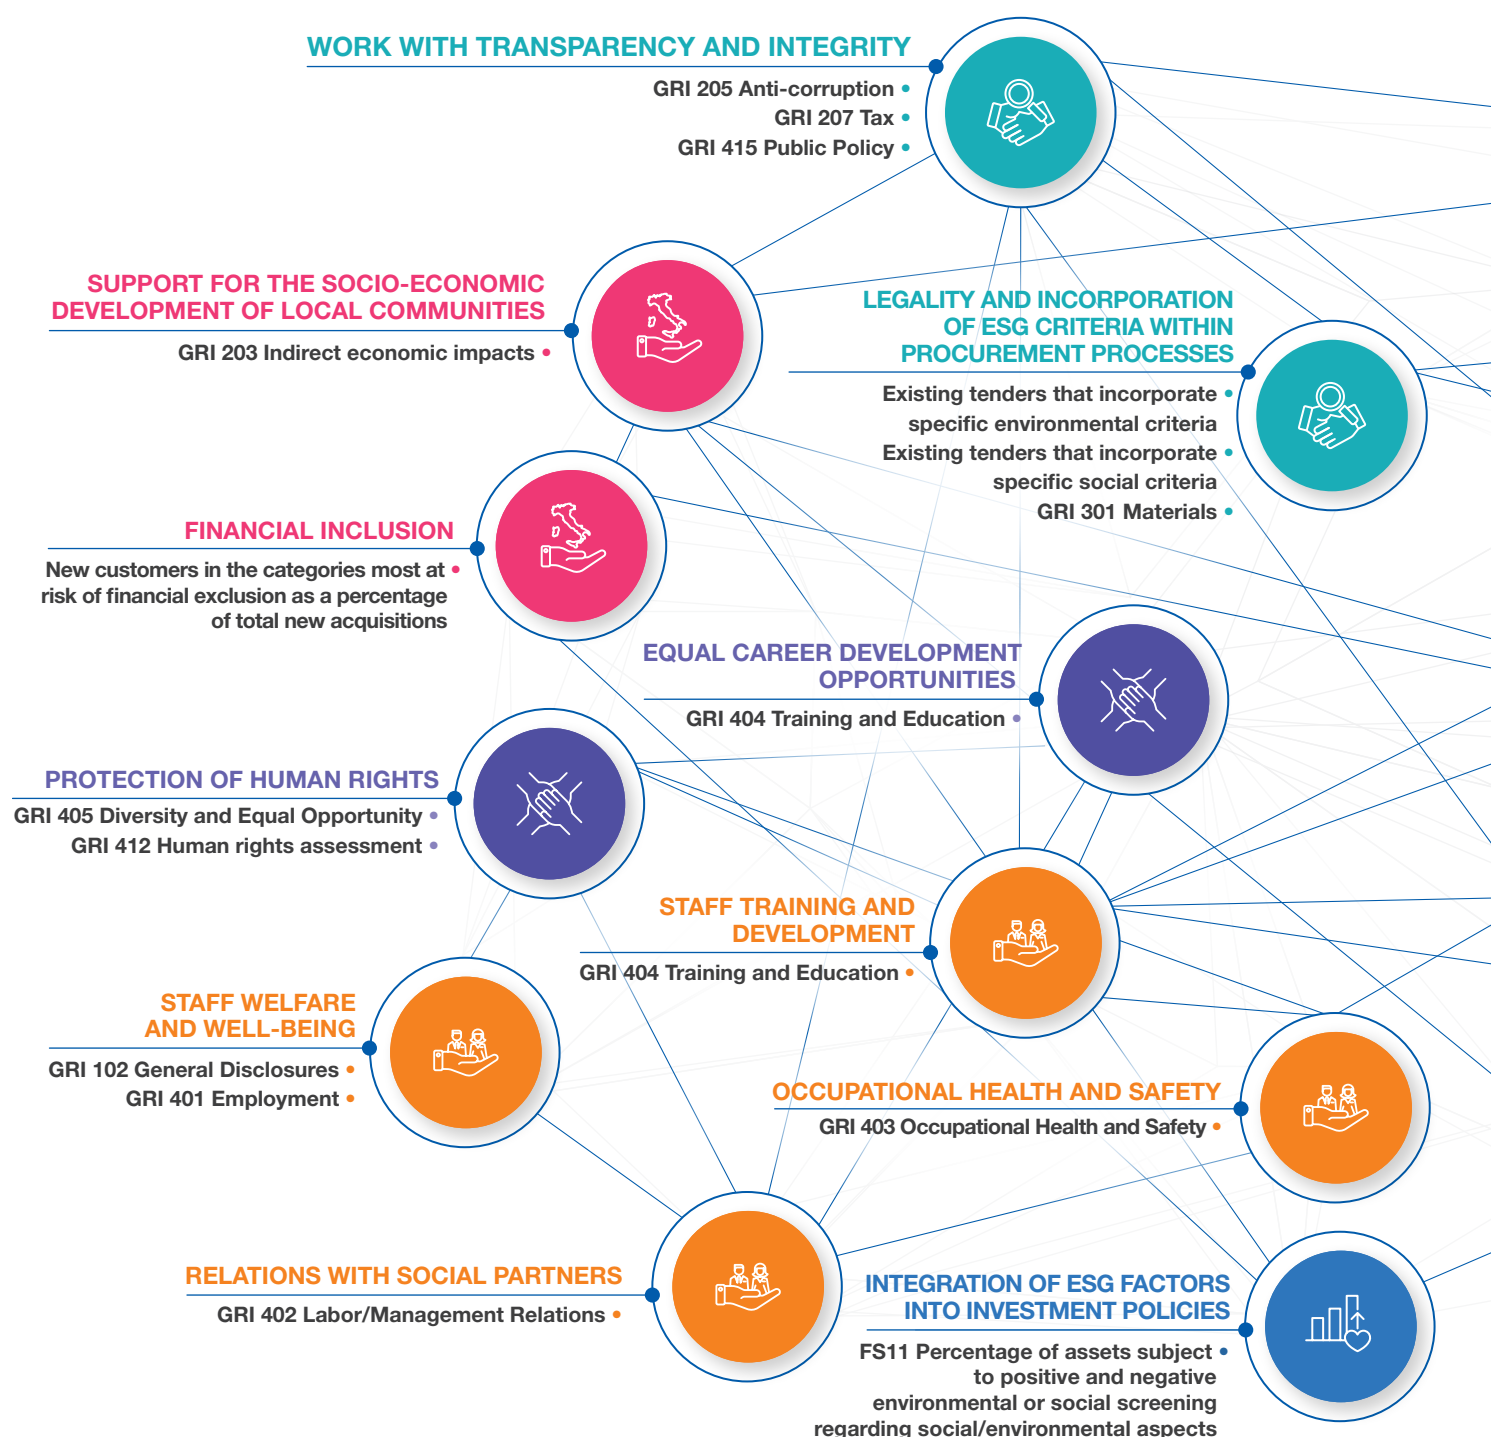 WORK WITH TRANSPARENCY AND INTEGRITY
GRI 205 Anti-corruption •
GRI 207 Tax •
GRI 415 Public Policy •
SUPPORT FOR THE SOCIO-ECONOMIC
DEVELOPMENT OF LOCAL COMMUNITIES
GRI 203 Indirect economic impacts •
LEGALITY AND INCORPORATION
OF ESG CRITERIA WITHIN
PROCUREMENT PROCESSES
Existing tenders that incorporate •
specific environmental criteria
Existing tenders that incorporate •
specific social criteria
GRI 301 Materials •
FINANCIAL INCLUSION
New customers in the categories most at •
risk of financial exclusion as a percentage
of total new acquisitions
EQUAL CAREER DEVELOPMENT
OPPORTUNITIES
GRI 404 Training and Education •
PROTECTION OF HUMAN RIGHTS
GRI 405 Diversity and Equal Opportunity •
GRI 412 Human rights assessment •
STAFF TRAINING AND
DEVELOPMENT
GRI 404 Training and Education •
STAFF WELFARE
AND WELL-BEING
GRI 102 General Disclosures •
GRI 401 Employment •
OCCUPATIONAL HEALTH AND SAFETY
GRI 403 Occupational Health and Safety •
RELATIONS WITH SOCIAL PARTNERS
GRI 402 Labor/Management Relations •
INTEGRATION OF ESG FACTORS
INTO INVESTMENT POLICIES
FS11 Percentage of assets subject •
to positive and negative
environmental or social screening
regarding social/environmental aspects